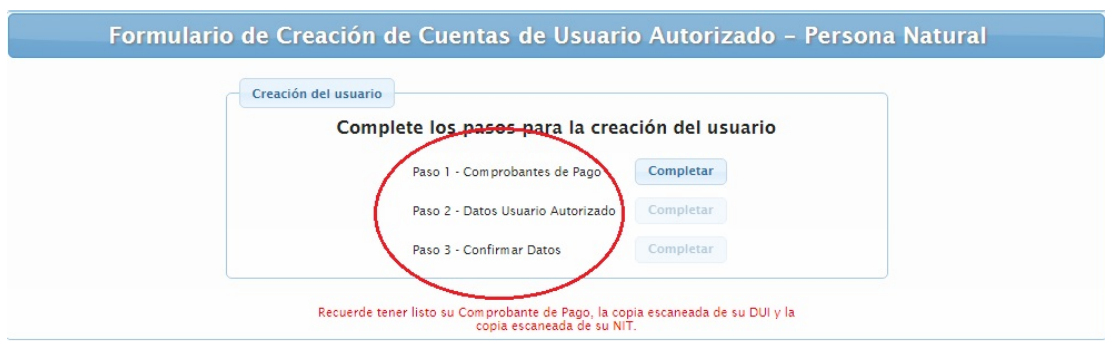 Formulario de Creación de Cuentas de Usuario Autorizado – Persona Natural
Creación del usuario
Complete los pasos para la creación del usuario
Paso 1 - Comprobantes de Pago Completar
Paso 2 - Datos Usuario Autorizado Completar
Paso 3 - Confirmar Datos Completar
Recuerde tener listo su Comprobante de Pago, la copia escaneada de su DUI y la
copia escaneada de su NIT.